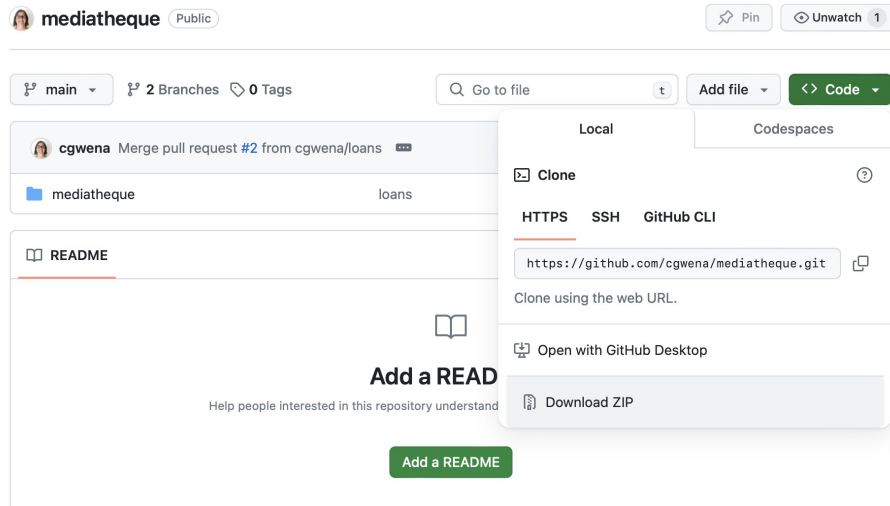 mediatheque Public Pin Unwatch 1
main 2 Branches 0 Tags Go to file t Add file Code
Local Codespaces
cgwena Merge pull request #2 from cgwena/loans
Clone
mediatheque loans
HTTPS SSH GitHub CLI
README
https://github.com/cgwena/mediatheque.git
Clone using the web URL.
Open with GitHub Desktop
Add a READ
Download ZIP
Help people interested in this repository understand
Add a README